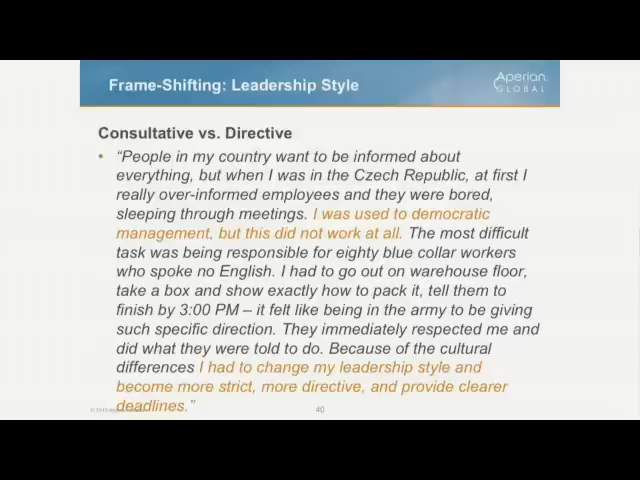 Frame-Shifting: Leadership Style
Aperian
GLOBAL
Consultative vs. Directive
• “People in my country want to be informed about
everything, but when I was in the Czech Republic, at first I
really over-informed employees and they were bored,
sleeping through meetings. I was used to democratic
management, but this did not work at all. The most difficult
task was being responsible for eighty blue collar workers
who spoke no English. I had to go out on warehouse floor,
take a box and show exactly how to pack it, tell them to
finish by 3:00 PM – it felt like being in the army to be giving
such specific direction. They immediately respected me and
did what they were told to do. Because of the cultural
differences I had to change my leadership style and
become more strict, more directive, and provide clearer
deadlines.”
40